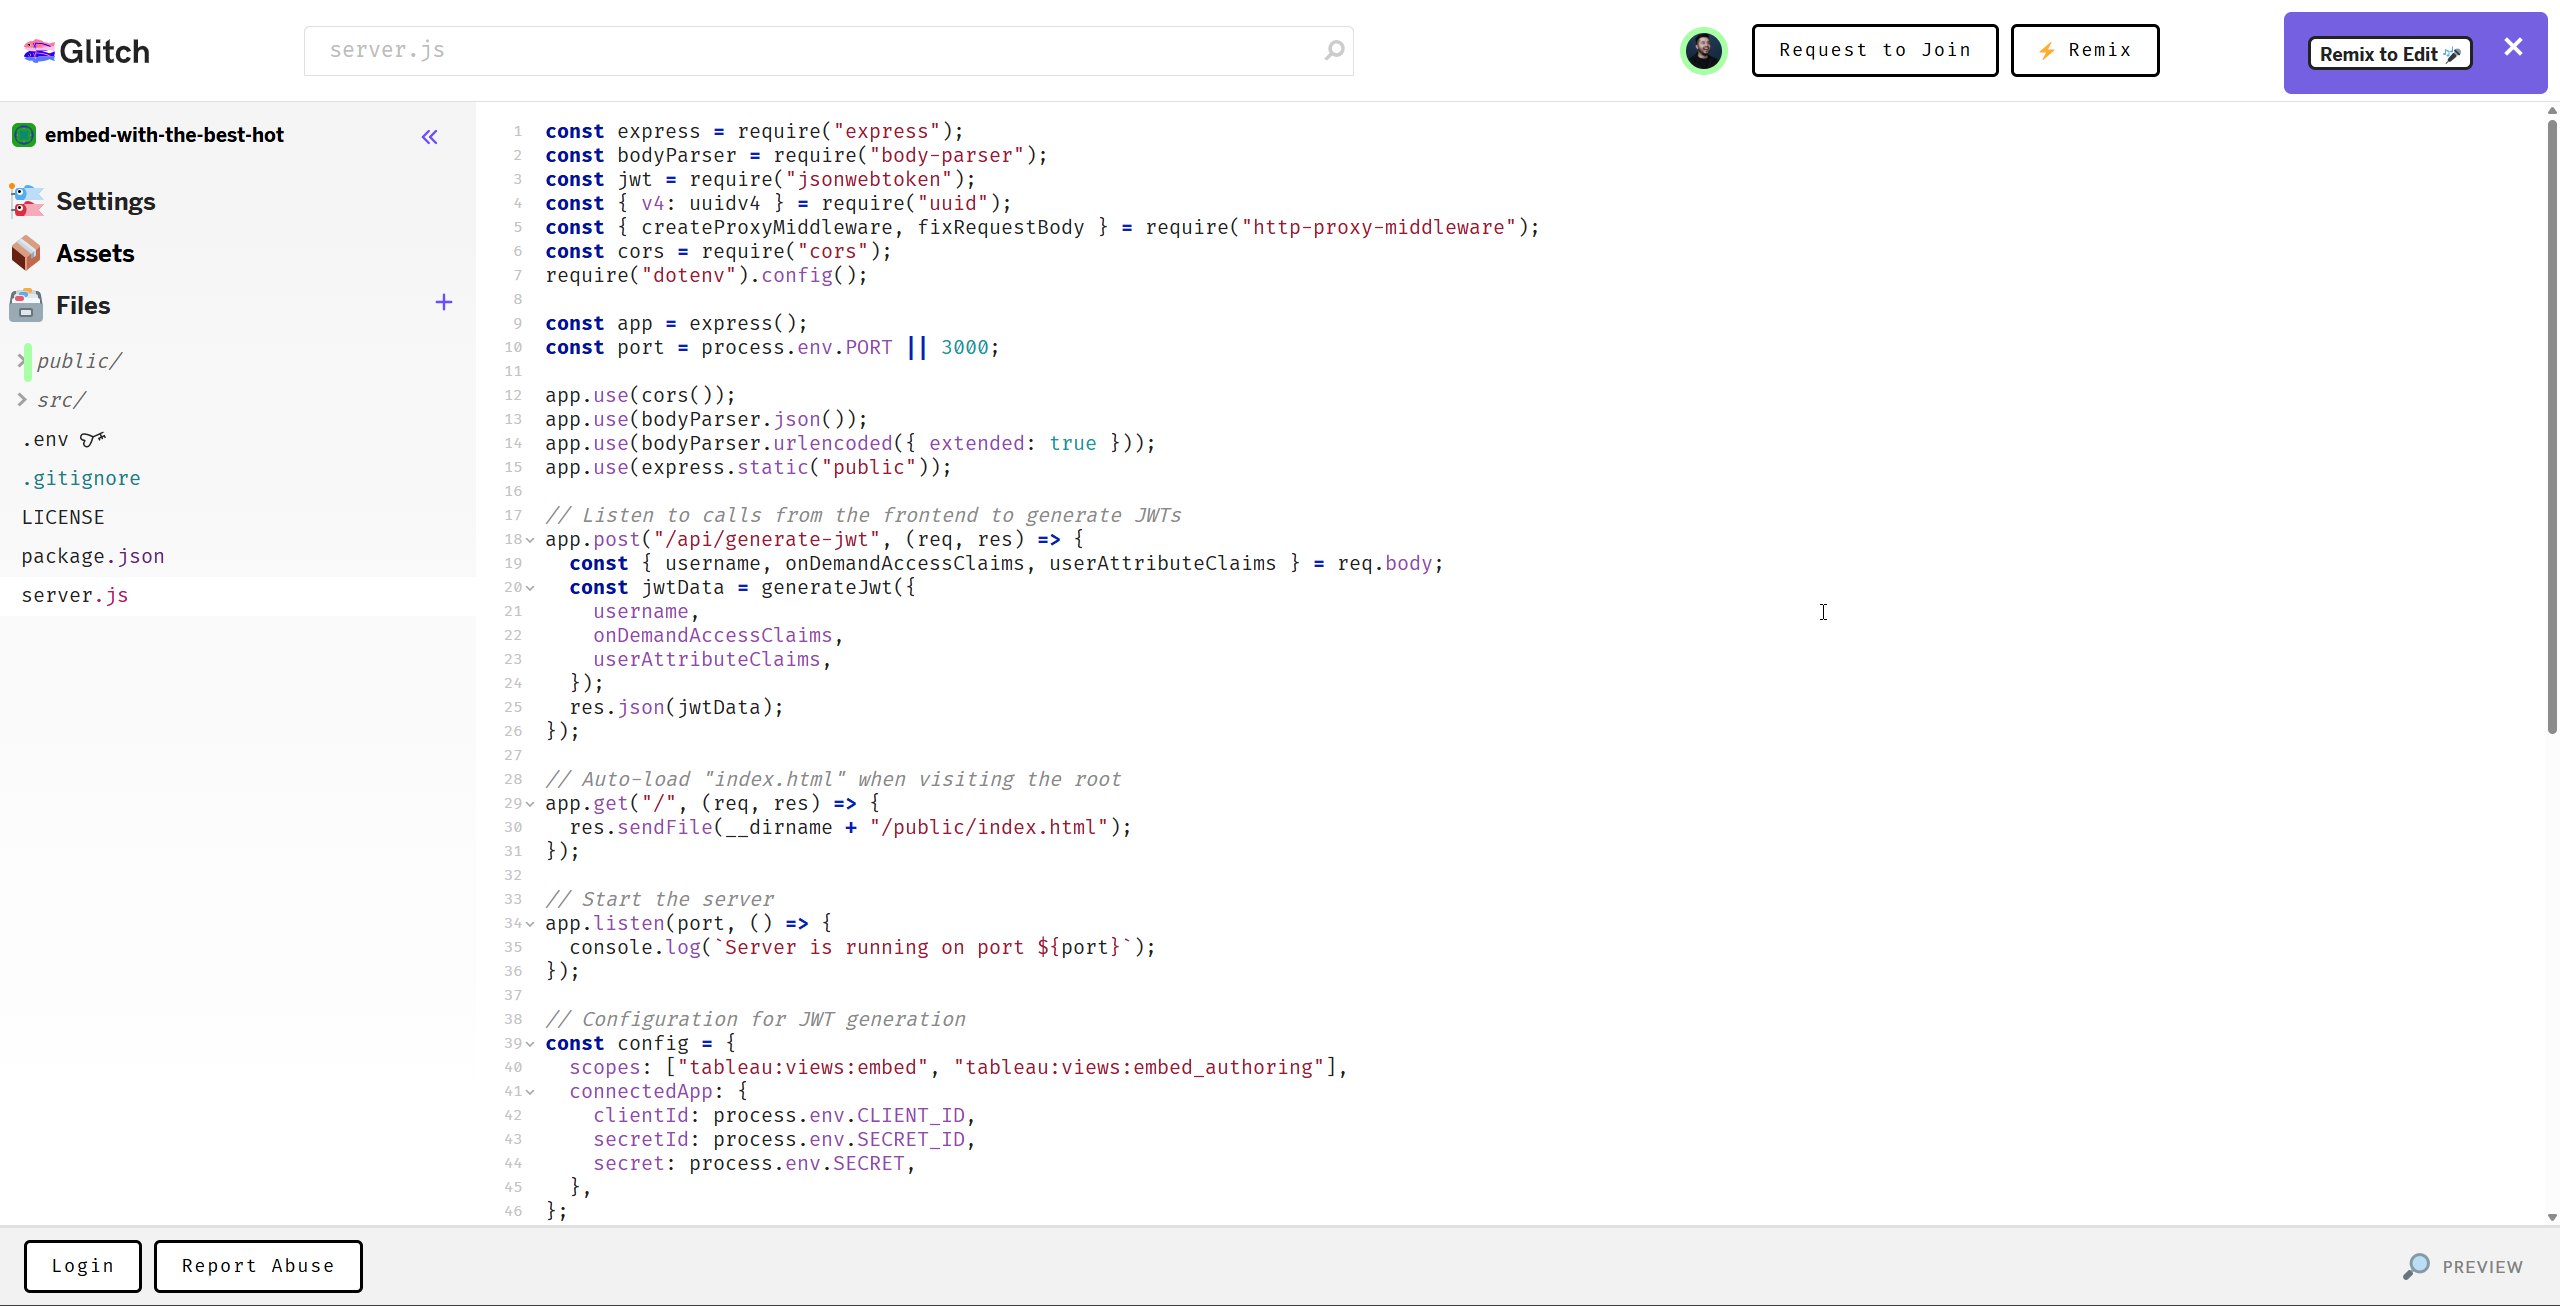 Glitch
server.js
Request to Join
⚡ Remix
Remix to Edit
embed-with-the-best-hot
Settings
Assets
Files
public/
src/
.env
.gitignore
LICENSE
package.json
server.js
1 const express = require("express");
2 const bodyParser = require("body-parser");
3 const jwt = require("jsonwebtoken");
4 const { v4: uuidv4 } = require("uuid");
5 const { createProxyMiddleware, fixRequestBody } = require("http-proxy-middleware");
6 const cors = require("cors");
7 require("dotenv").config();
8
9 const app = express();
10 const port = process.env.PORT || 3000;
11
12 app.use(cors());
13 app.use(bodyParser.json());
14 app.use(bodyParser.urlencoded({ extended: true }));
15 app.use(express.static("public"));
16
17 // Listen to calls from the frontend to generate JWTs
18 app.post("/api/generate-jwt", (req, res) => {
19   const { username, onDemandAccessClaims, userAttributeClaims } = req.body;
20   const jwtData = generateJwt({
21     username,
22     onDemandAccessClaims,
23     userAttributeClaims,
24   });
25   res.json(jwtData);
26 });
27
28 // Auto-load "index.html" when visiting the root
29 app.get("/", (req, res) => {
30   res.sendFile(__dirname + "/public/index.html");
31 });
32
33 // Start the server
34 app.listen(port, () => {
35   console.log(`Server is running on port ${port}`);
36 });
37
38 // Configuration for JWT generation
39 const config = {
40   scopes: ["tableau:views:embed", "tableau:views:embed_authoring"],
41   connectedApp: {
42     clientId: process.env.CLIENT_ID,
43     secretId: process.env.SECRET_ID,
44     secret: process.env.SECRET,
45   },
46 };
Login
Report Abuse
PREVIEW